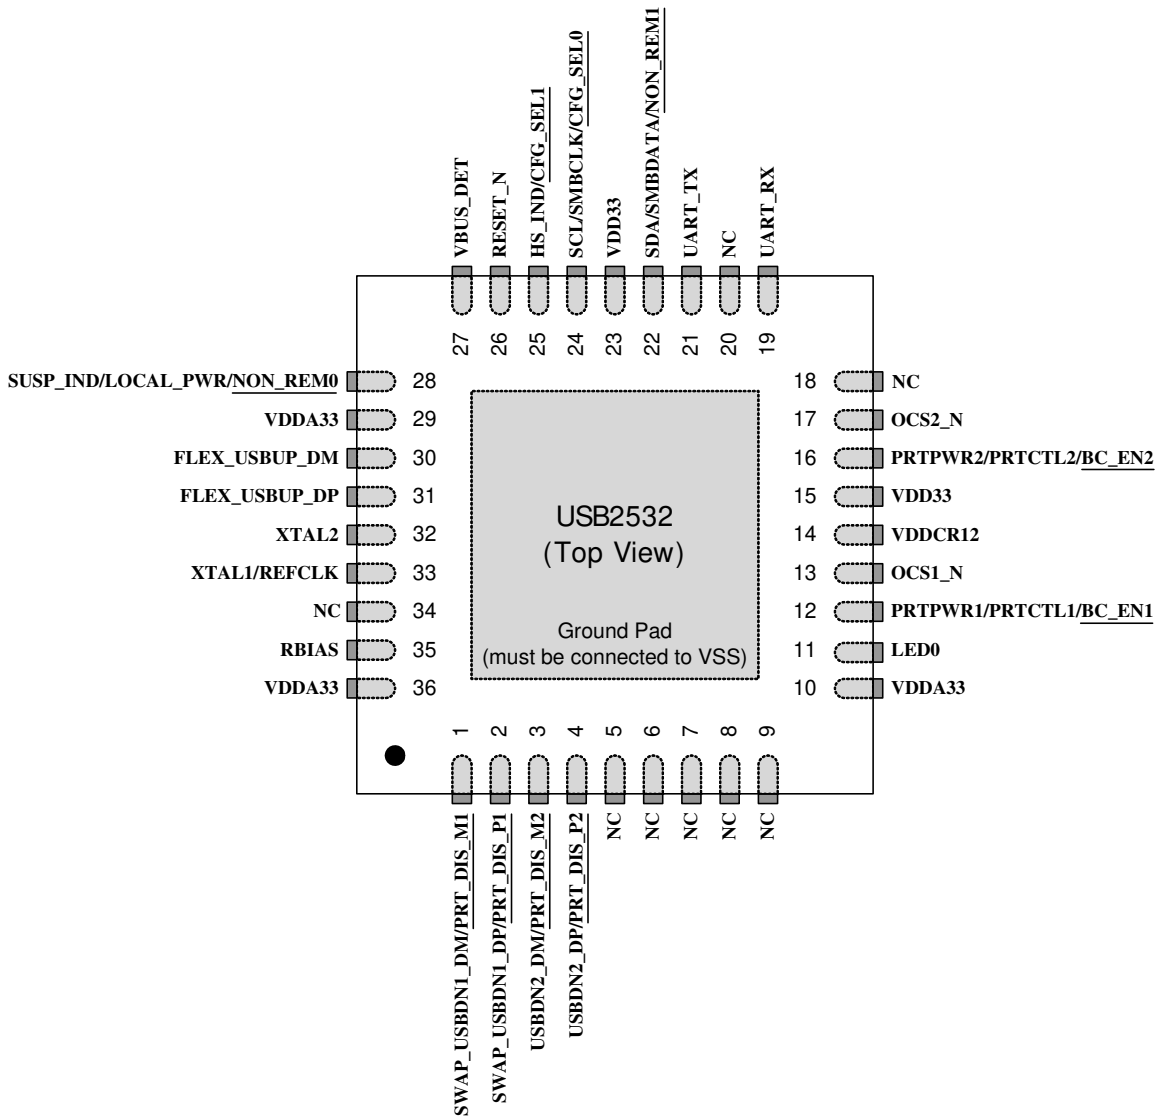 VBUS_DET
RESET_N
HS_IND/CFG_SEL1
SCL/SMBCLK/CFG_SEL0
VDD33
SDA/SMBDATA/NON_REM1
UART_TX
NC
UART_RX
27
26
25
24
23
22
21
20
19
SUSP_IND/LOCAL_PWR/NON_REM0 28
VDDA33 29
FLEX_USBUP_DM 30
FLEX_USBUP_DP 31
XTAL2 32
XTAL1/REFCLK 33
NC 34
RBIAS 35
VDDA33 36
USB2532
(Top View)
Ground Pad
(must be connected to VSS)
18 NC
17 OCS2_N
16 PRTPWR2/PRTCTL2/BC_EN2
15 VDD33
14 VDDCR12
13 OCS1_N
12 PRTPWR1/PRTCTL1/BC_EN1
11 LED0
10 VDDA33
1
2
3
4
5
6
7
8
9
SWAP_USBDN1_DM/PRT_DIS_M1
SWAP_USBDN1_DP/PRT_DIS_P1
USBDN2_DM/PRT_DIS_M2
USBDN2_DP/PRT_DIS_P2
NC
NC
NC
NC
NC